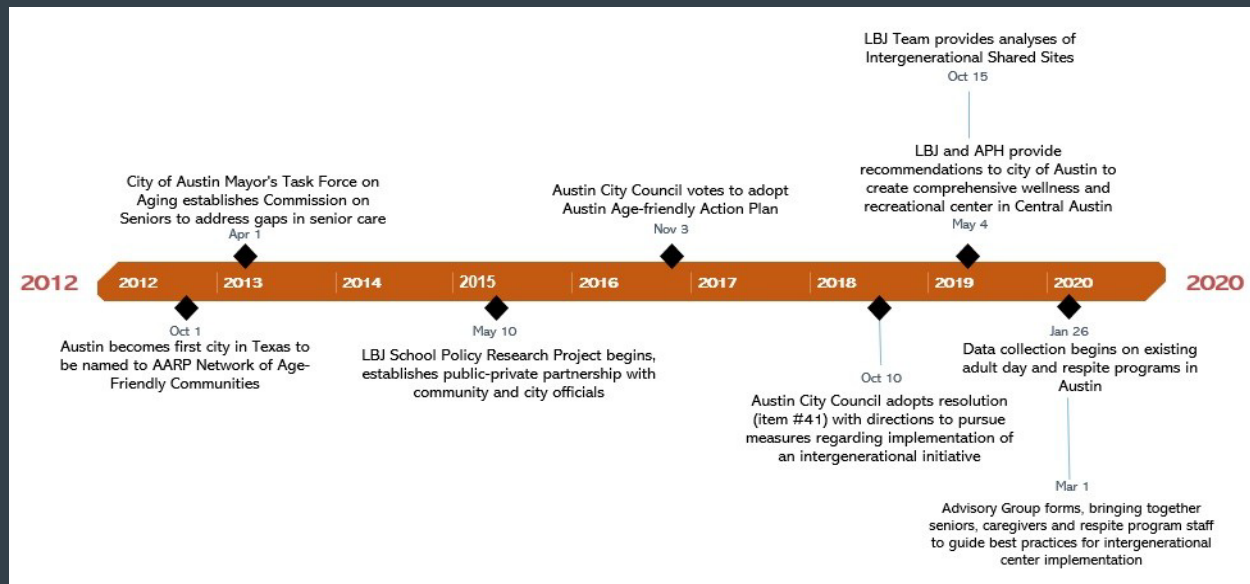 LBJ Team provides analyses of
Intergenerational Shared Sites
Oct 15
LBJ and APH provide
recommendations to city of Austin to
create comprehensive wellness and
recreational center in Central Austin
May 4
City of Austin Mayor's Task Force on
Aging establishes Commission on
Seniors to address gaps in senior care
Apr 1
Austin City Council votes to adopt
Austin Age-friendly Action Plan
Nov 3
2012
2012
2013
2014
2015
2016
2017
2018
2019
2020
2020
Oct 1
Austin becomes first city in Texas to
be named to AARP Network of Age-
Friendly Communities
May 10
LBJ School Policy Research Project begins,
establishes public-private partnership with
community and city officials
Oct 10
Austin City Council adopts resolution
(item #41) with directions to pursue
measures regarding implementation of
an intergenerational initiative
Jan 26
Data collection begins on existing
adult day and respite programs in
Austin
Mar 1
Advisory Group forms, bringing together
seniors, caregivers and respite program staff
to guide best practices for intergenerational
center implementation